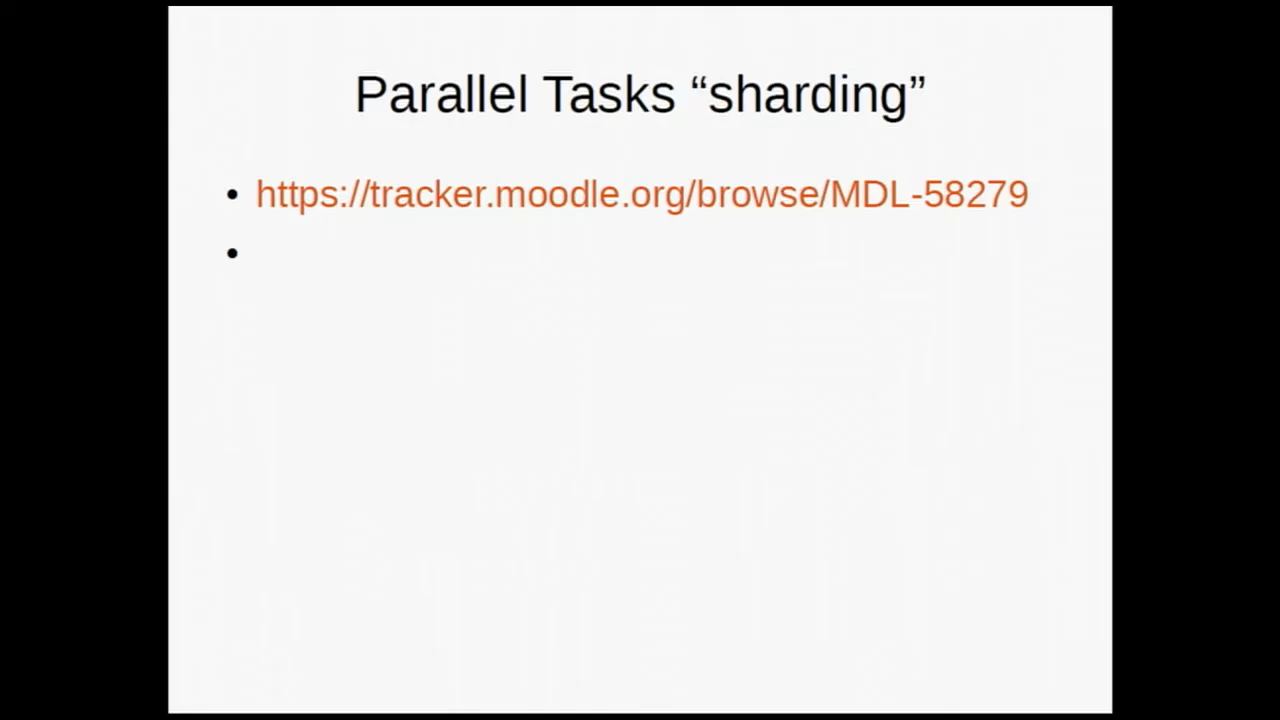 Parallel Tasks “sharding”
• https://tracker.moodle.org/browse/MDL-58279
•